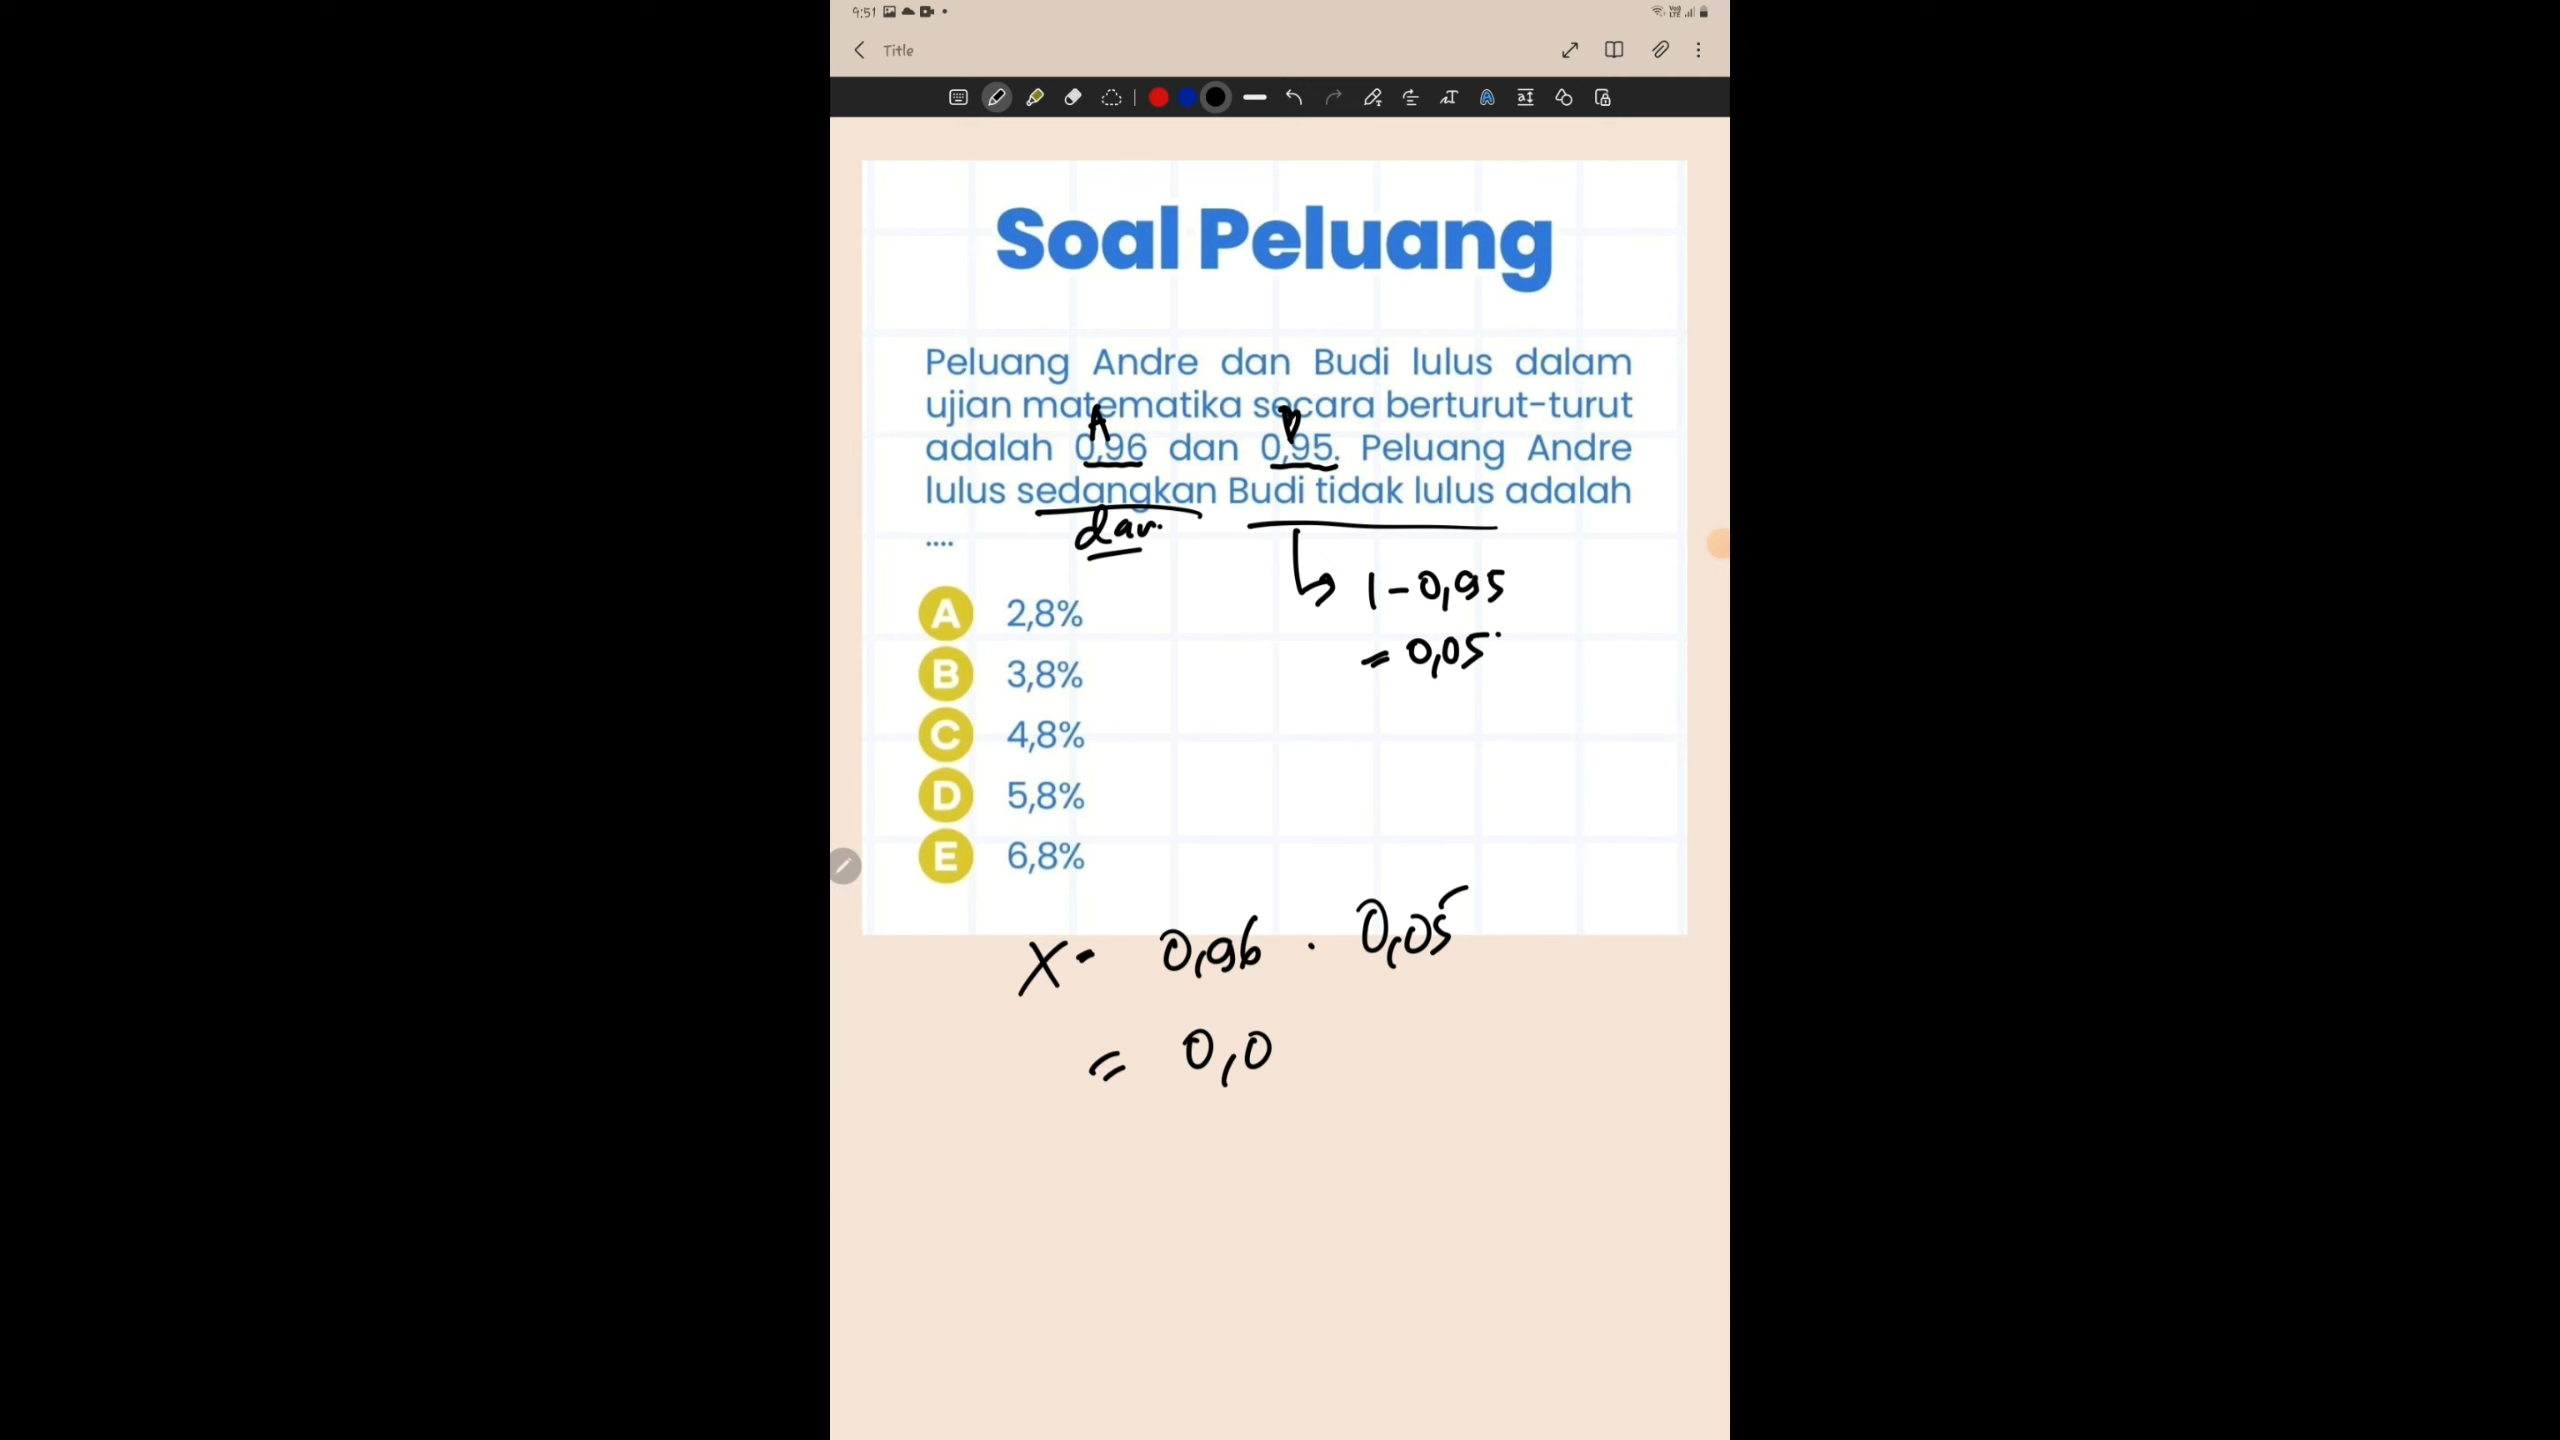 9:51
Title
Soal Peluang
Peluang Andre dan Budi lulus dalam
ujian matematika secara berturut-turut
A
adalah 0,96 dan 0,95. Peluang Andre
lulus sedangkan Budi tidak lulus adalah
dan
....
1-0,95
= 0,05
A 2,8%
B 3,8%
C 4,8%
D 5,8%
E 6,8%
X= 0,96 . 0,05
= 0,0